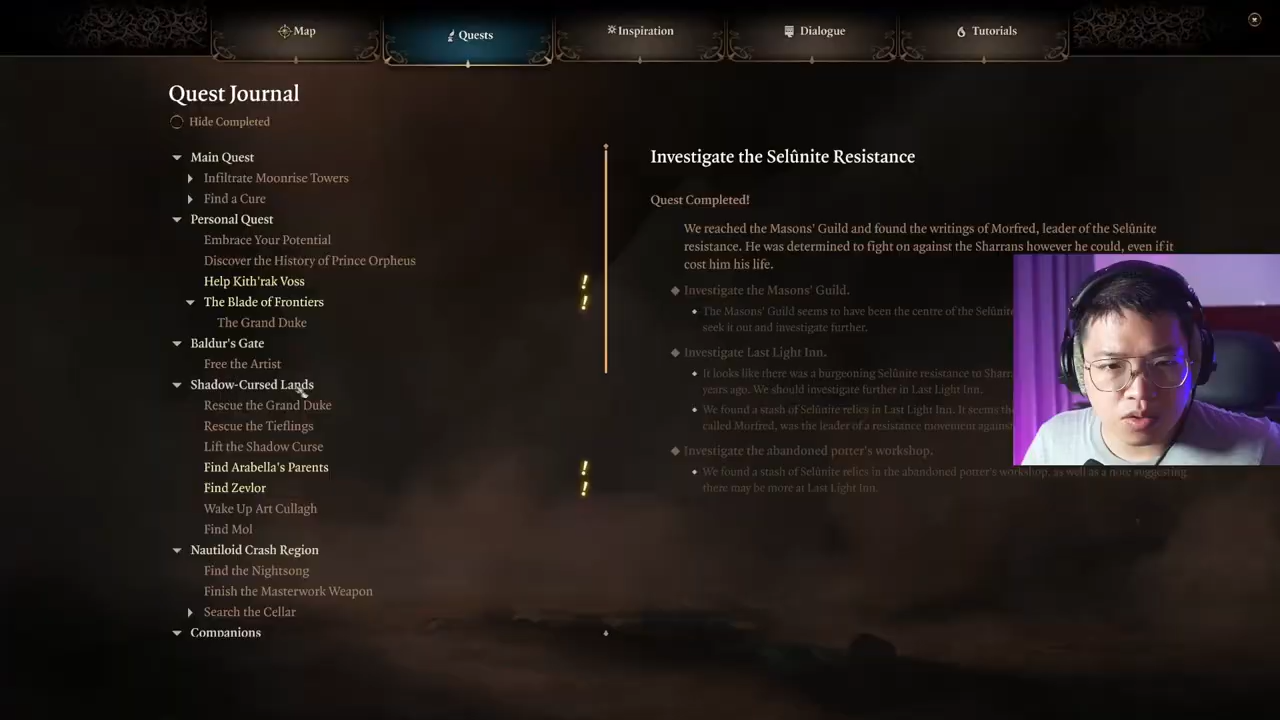 Map
Quests
Inspiration
Dialogue
Tutorials
Quest Journal
Hide Completed
Main Quest
Infiltrate Moonrise Towers
Find a Cure
Personal Quest
Embrace Your Potential
Discover the History of Prince Orpheus
Help Kith'rak Voss
The Blade of Frontiers
The Grand Duke
Baldur's Gate
Free the Artist
Shadow-Cursed Lands
Rescue the Grand Duke
Rescue the Tieflings
Lift the Shadow Curse
Find Arabella's Parents
Find Zevlor
Wake Up Art Cullagh
Find Mol
Nautiloid Crash Region
Find the Nightsong
Finish the Masterwork Weapon
Search the Cellar
Companions
Investigate the Selûnite Resistance
Quest Completed!
We reached the Masons' Guild and found the writings of Morfred, leader of the Selûnite
resistance. He was determined to fight on against the Sharrans however he could, even if it
cost him his life.
Investigate the Masons' Guild.
The Masons' Guild seems to have been the centre of the Selûnite
seek it out and investigate further.
Investigate Last Light Inn.
It looks like there was a burgeoning Selûnite resistance to Sharr
years ago. We should investigate further in Last Light Inn.
We found a stash of Selûnite relics in Last Light Inn. It seems the
called Morfred, was the leader of a resistance movement against
Investigate the abandoned potter's workshop.
We found a stash of Selûnite relics in the abandoned potter's workshop, as well as a note suggesting
there may be more at Last Light Inn.